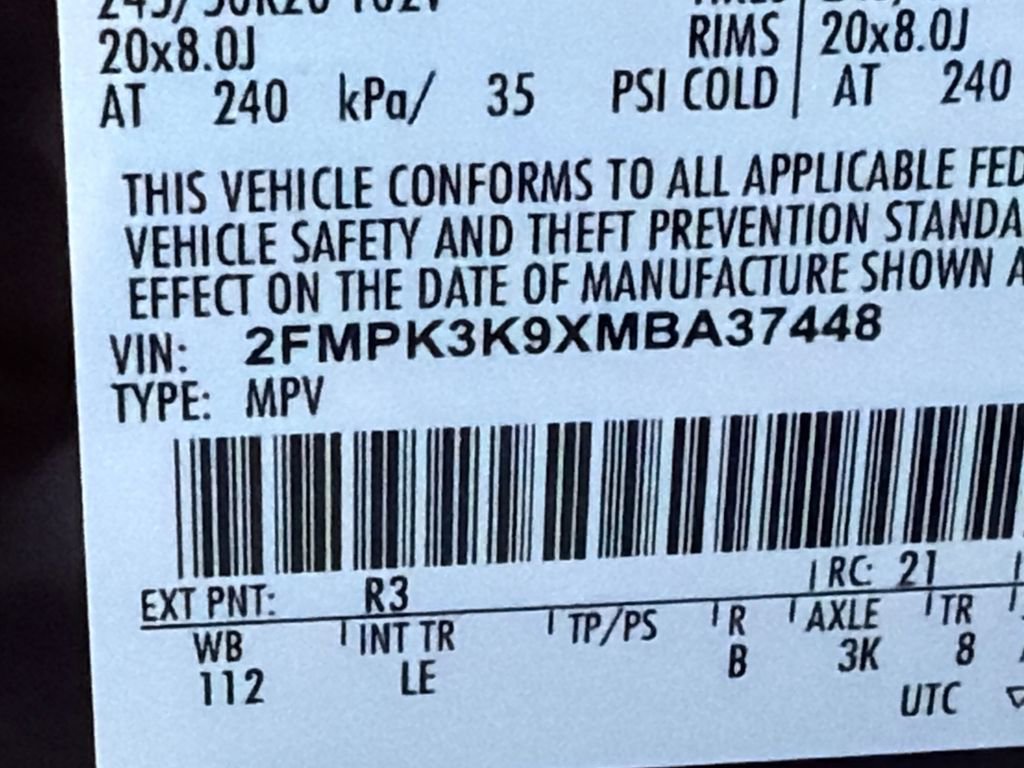 20x8.0J RIMS 20x8.0J
AT 240 kPa/ 35 PSI COLD AT 240
THIS VEHICLE CONFORMS TO ALL APPLICABLE FED
VEHICLE SAFETY AND THEFT PREVENTION STANDA
EFFECT ON THE DATE OF MANUFACTURE SHOWN A
VIN: 2FMPK3K9XMBA37448
TYPE: MPV
EXT PNT: R3 RC: 21
WB INT TR TP/PS R AXLE TR
112 LE B 3K 8
UTC